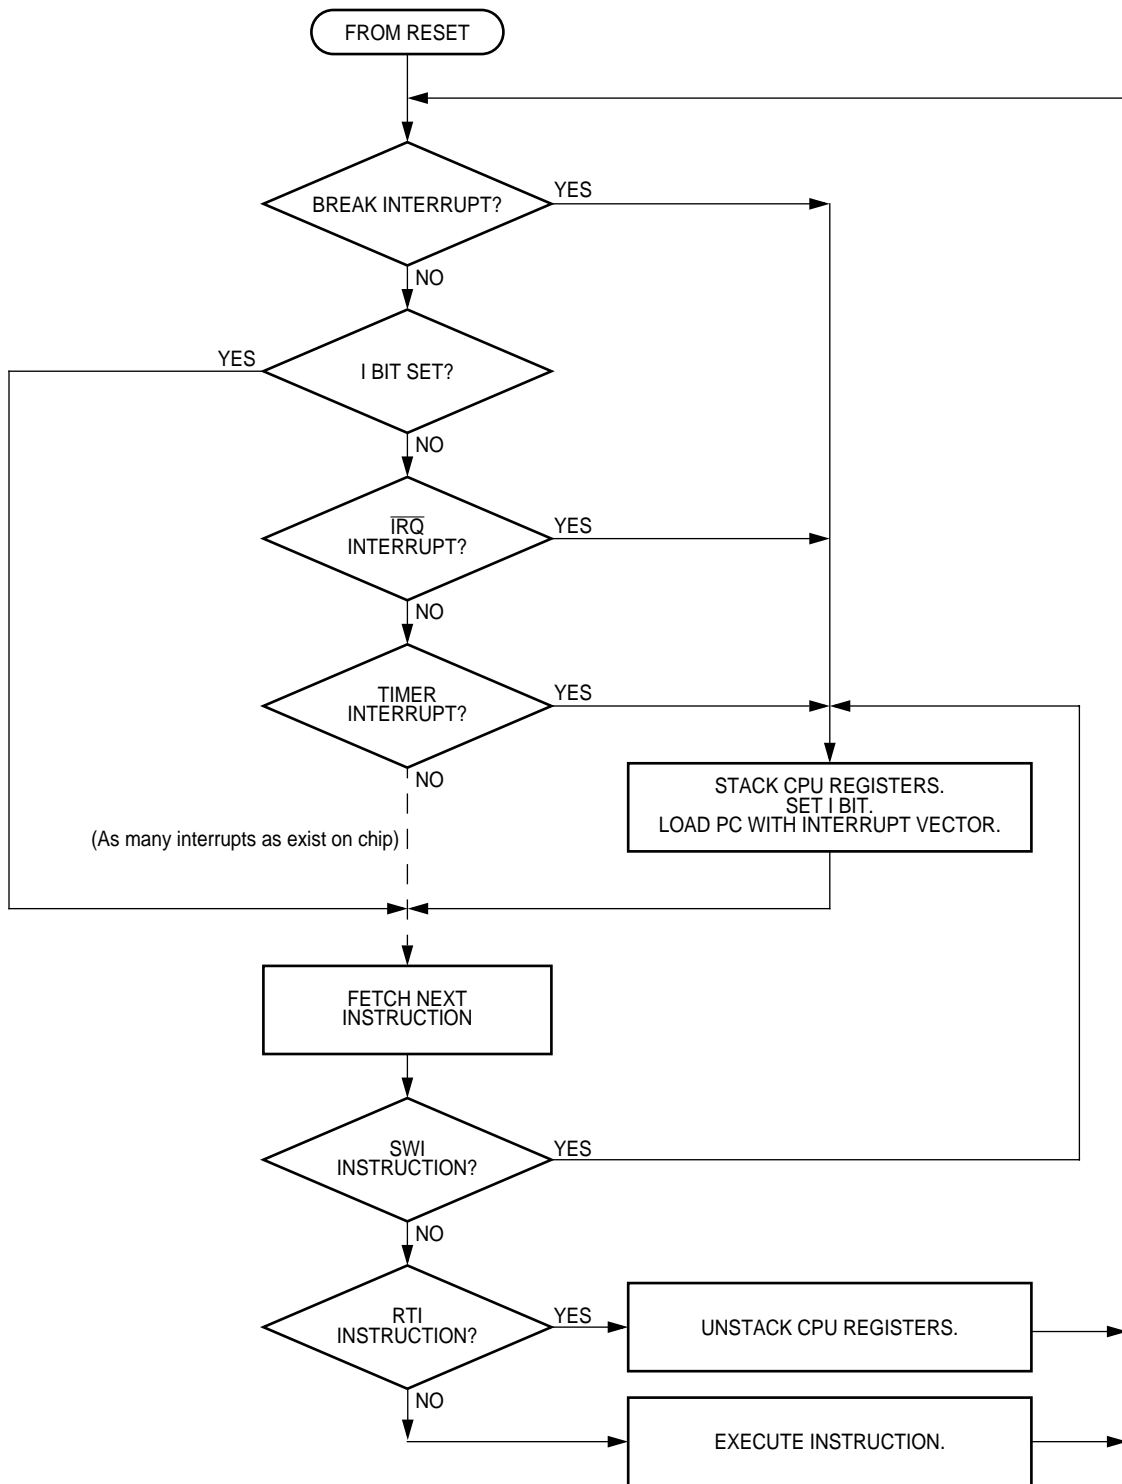 FROM RESET
BREAK INTERRUPT?
YES
NO
YES
I BIT SET?
NO
IRQ
INTERRUPT?
YES
NO
TIMER
INTERRUPT?
YES
NO
STACK CPU REGISTERS.
SET I BIT.
LOAD PC WITH INTERRUPT VECTOR.
(As many interrupts as exist on chip)
FETCH NEXT
INSTRUCTION
SWI
INSTRUCTION?
YES
NO
RTI
INSTRUCTION?
YES
UNSTACK CPU REGISTERS.
NO
EXECUTE INSTRUCTION.